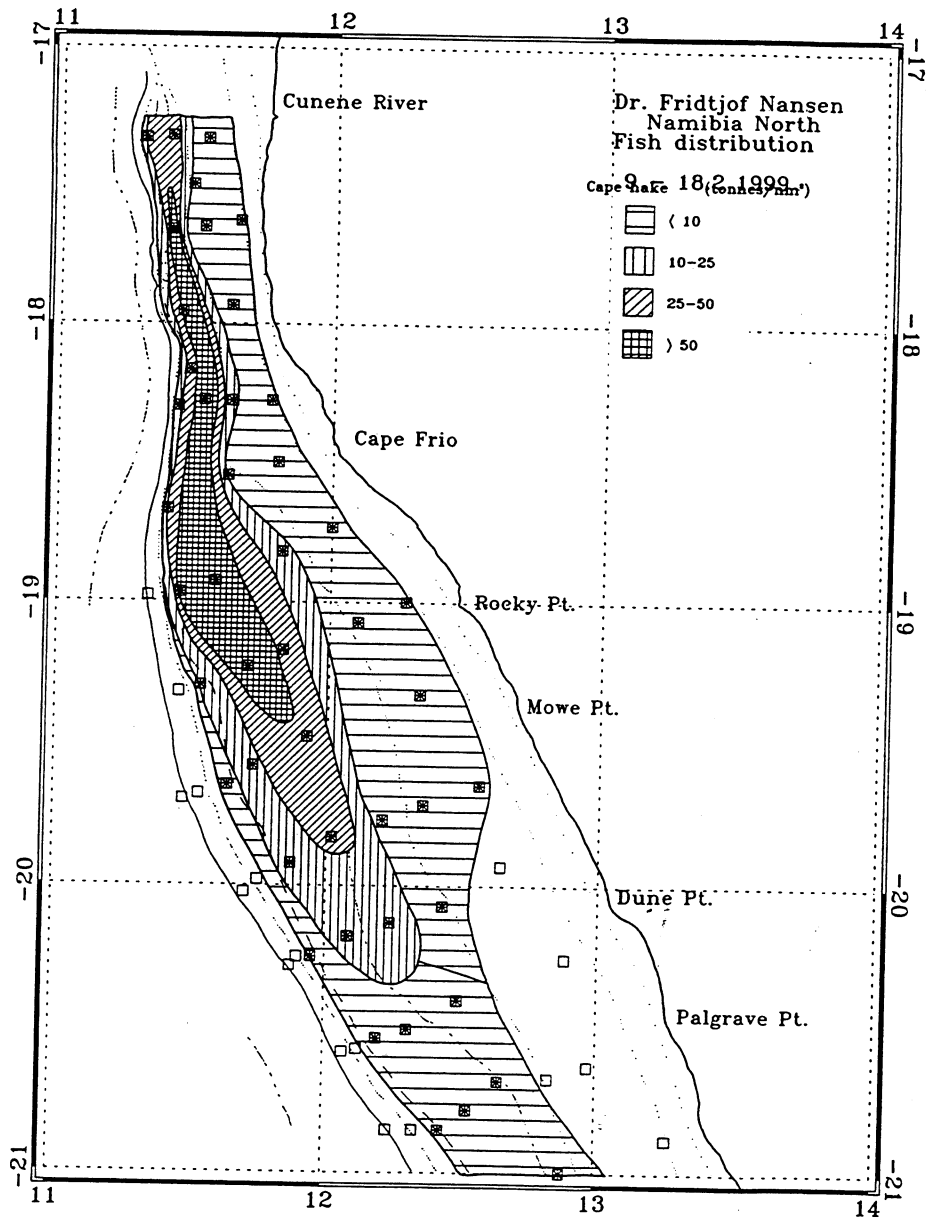 11 12 13 14
-17 -17
Cunene River
Dr. Fridtjof Nansen
Namibia North
Fish distribution
9 - 18.2 1999
Cape hake (tonnes/nm²)
< 10
10-25
25-50
> 50
-18 -18
Cape Frio
-19 -19
Rocky Pt.
Mowe Pt.
-20 -20
Dune Pt.
Palgrave Pt.
-21 -21
11 12 13 14